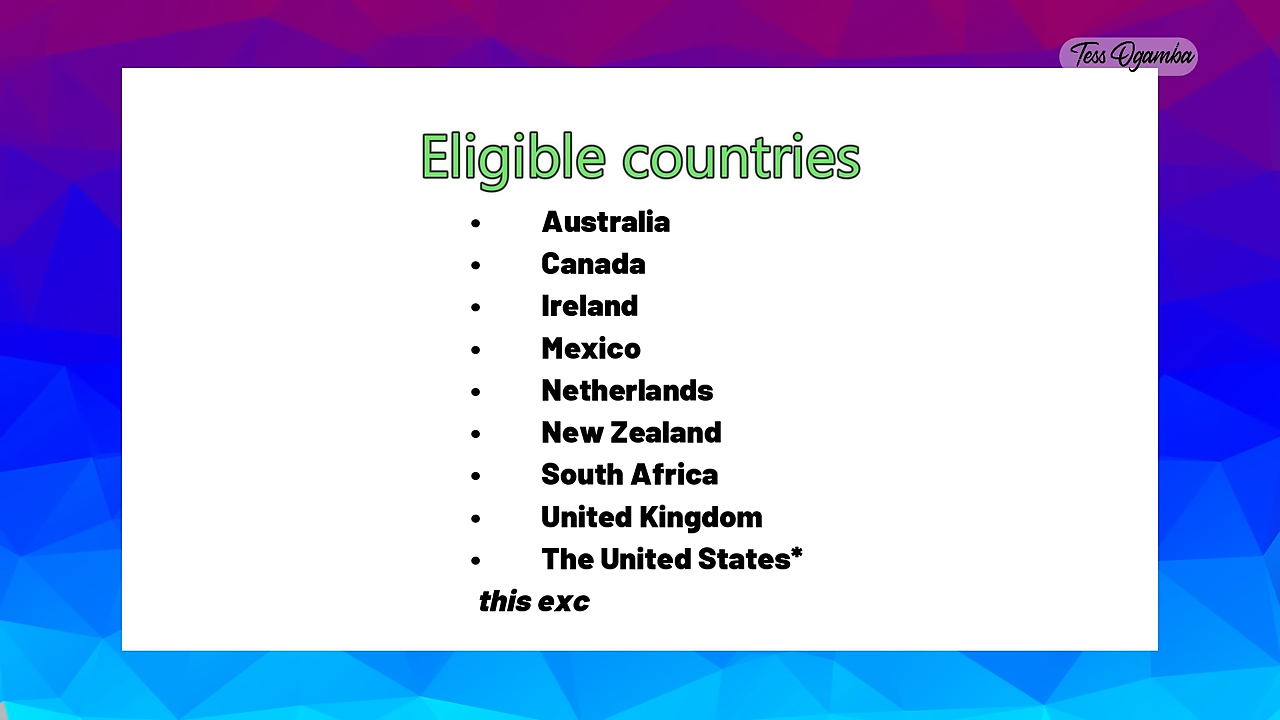 Tess Ogamba
Eligible countries
• Australia
• Canada
• Ireland
• Mexico
• Netherlands
• New Zealand
• South Africa
• United Kingdom
• The United States*
this exc